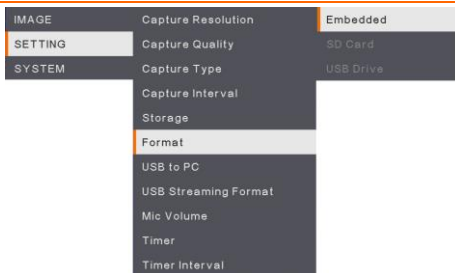 IMAGE
SETTING
SYSTEM
Capture Resolution
Capture Quality
Capture Type
Capture Interval
Storage
Format
USB to PC
USB Streaming Format
Mic Volume
Timer
Timer Interval
Embedded
SD Card
USB Drive